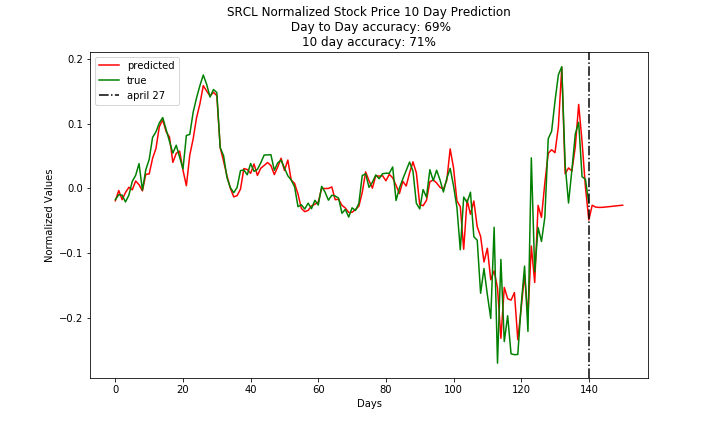 SRCL Normalized Stock Price 10 Day Prediction
Day to Day accuracy: 69%
10 day accuracy: 71%
predicted
true
april 27
Normalized Values
0.2
0.1
0.0
−0.1
−0.2
0 20 40 60 80 100 120 140
Days